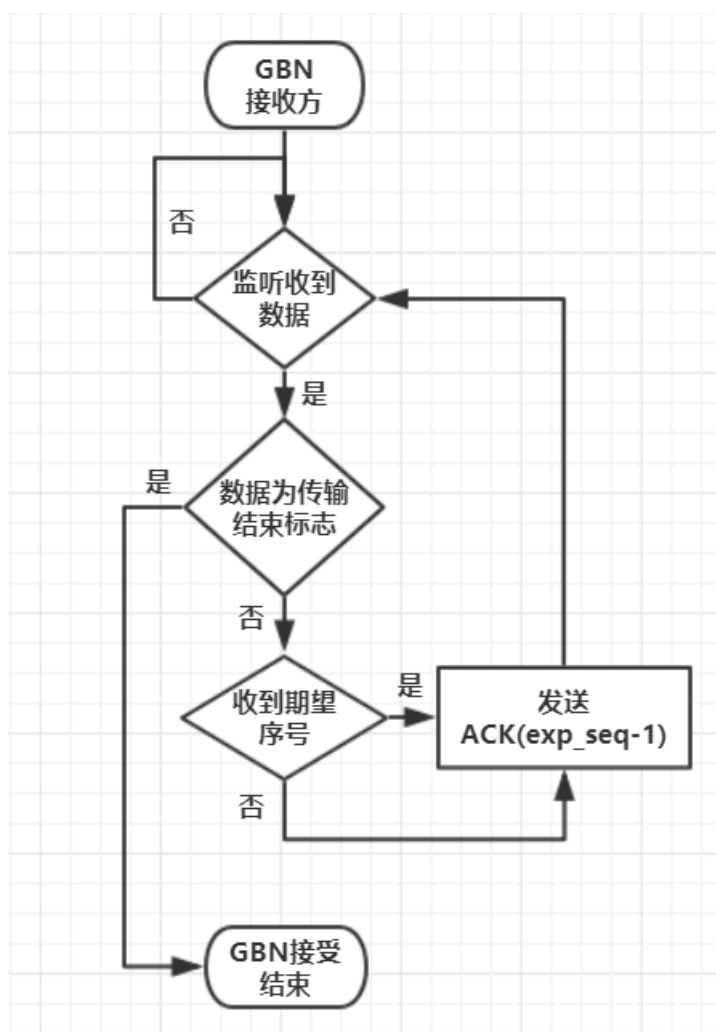 GBN
接收方
否
监听收到
数据
是
是
数据为传输
结束标志
否
收到期望
序号
是
发送
ACK(exp_seq-1)
否
GBN接受
结束